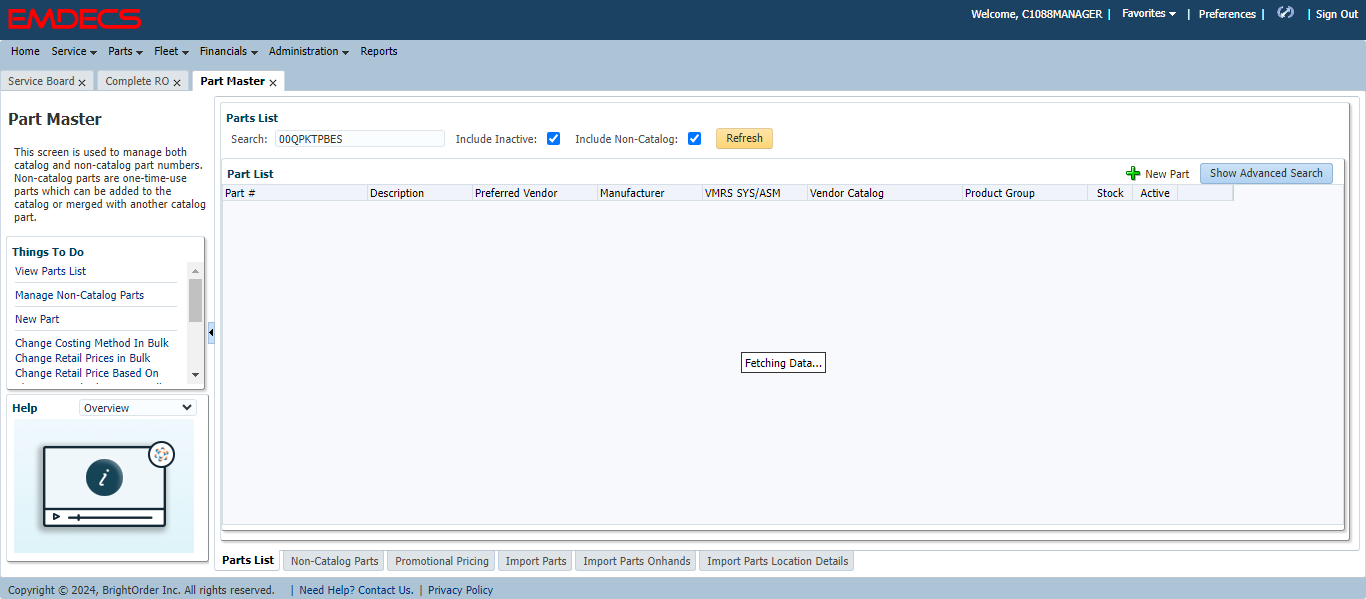 EMDECS
Welcome, C1088MANAGER | Favorites | Preferences | | Sign Out
Home Service Parts Fleet Financials Administration Reports
Service Board x Complete RO x Part Master x
Part Master
This screen is used to manage both
catalog and non-catalog part numbers.
Non-catalog parts are one-time-use
parts which can be added to the
catalog or merged with another catalog
part.
Things To Do
View Parts List
Manage Non-Catalog Parts
New Part
Change Costing Method In Bulk
Change Retail Prices in Bulk
Change Retail Price Based On
Help Overview
i
Parts List
Search: 00QPKTPBES Include Inactive: Include Non-Catalog: Refresh
Part List New Part Show Advanced Search
Part # Description Preferred Vendor Manufacturer VMRS SYS/ASM Vendor Catalog Product Group Stock Active
Fetching Data...
Parts List Non-Catalog Parts Promotional Pricing Import Parts Import Parts Onhands Import Parts Location Details
Copyright © 2024, BrightOrder Inc. All rights reserved. | Need Help? Contact Us. | Privacy Policy